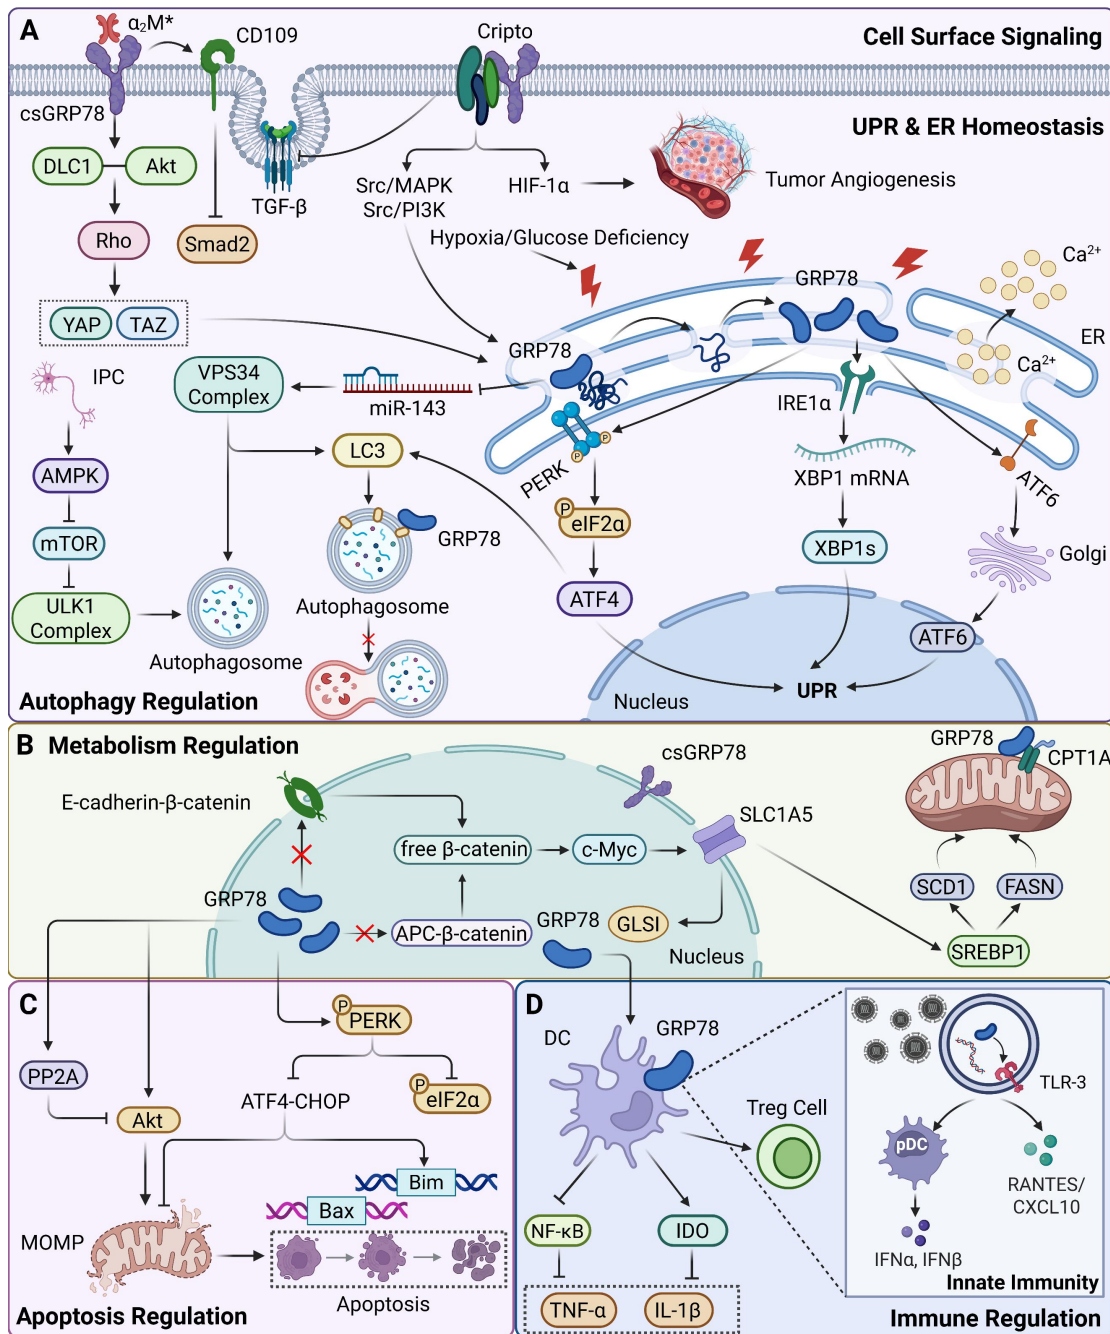 A
α₂M*
CD109
Cripto
Cell Surface Signaling
csGRP78
UPR & ER Homeostasis
DLC1
Akt
TGF-β
Src/MAPK
Src/PI3K
HIF-1α
Tumor Angiogenesis
Rho
Smad2
Hypoxia/Glucose Deficiency
Ca²⁺
GRP78
YAP
TAZ
ER
GRP78
Ca²⁺
IPC
VPS34
Complex
miR-143
IRE1α
LC3
P
P
PERK
XBP1 mRNA
ATF6
AMPK
P
eIF2α
GRP78
mTOR
XBP1s
Golgi
ULK1
Complex
Autophagosome
ATF4
ATF6
Autophagosome
UPR
Nucleus
Autophagy Regulation
B
Metabolism Regulation
csGRP78
GRP78
CPT1A
E-cadherin-β-catenin
SLC1A5
free β-catenin
c-Myc
SCD1
FASN
GRP78
APC-β-catenin
GRP78
GLSI
Nucleus
SREBP1
C
P
PERK
PP2A
ATF4-CHOP
P
eIF2α
Akt
Bim
Bax
MOMP
Apoptosis
Apoptosis Regulation
D
DC
GRP78
TLR-3
Treg Cell
pDC
RANTES/
CXCL10
NF-κB
IDO
IFNα, IFNβ
Innate Immunity
TNF-α
IL-1β
Immune Regulation